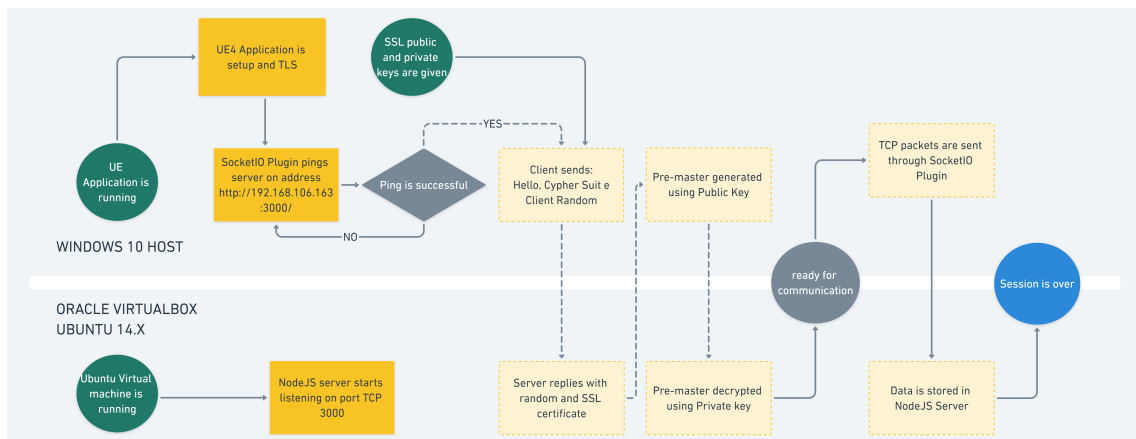 UE4 Application is
setup and TLS
SSL public
and private
keys are given
YES
UE
Application is
running
SocketIO Plugin pings
server on address
http://192.168.106.163
:3000/
Ping is successful
NO
Client sends:
Hello, Cypher Suit e
Client Random
Pre-master generated
using Public Key
TCP packets are sent
through SocketIO
Plugin
WINDOWS 10 HOST
ready for
communication
Session is over
ORACLE VIRTUALBOX
UBUNTU 14.X
Ubuntu Virtual
machine is
running
NodeJS server starts
listening on port TCP
3000
Server replies with
random and SSL
certificate
Pre-master decrypted
using Private key
Data is stored in
NodeJS Server